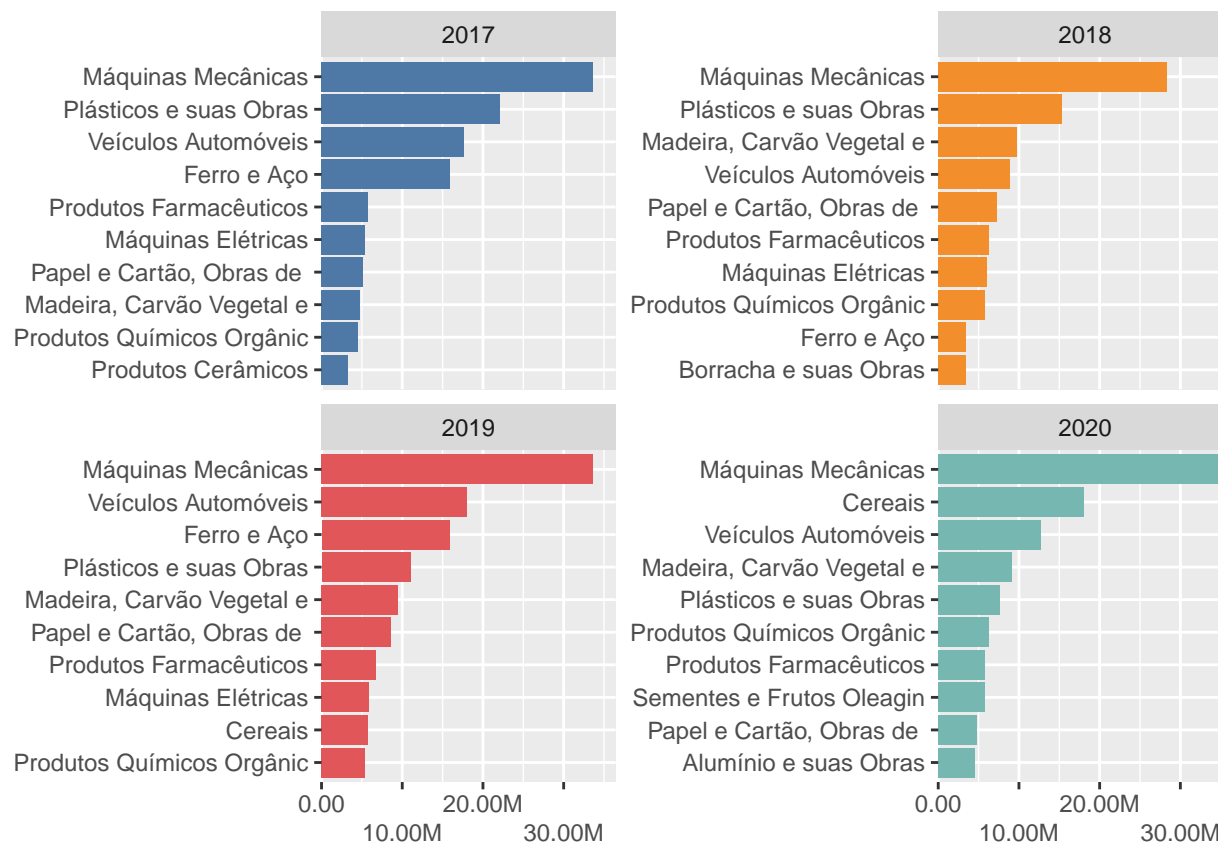 2017
Máquinas Mecânicas
Plásticos e suas Obras
Veículos Automóveis
Ferro e Aço
Produtos Farmacêuticos
Máquinas Elétricas
Papel e Cartão, Obras de
Madeira, Carvão Vegetal e
Produtos Químicos Orgânic
Produtos Cerâmicos
2018
Máquinas Mecânicas
Plásticos e suas Obras
Madeira, Carvão Vegetal e
Veículos Automóveis
Papel e Cartão, Obras de
Produtos Farmacêuticos
Máquinas Elétricas
Produtos Químicos Orgânic
Ferro e Aço
Borracha e suas Obras
2019
Máquinas Mecânicas
Veículos Automóveis
Ferro e Aço
Plásticos e suas Obras
Madeira, Carvão Vegetal e
Papel e Cartão, Obras de
Produtos Farmacêuticos
Máquinas Elétricas
Cereais
Produtos Químicos Orgânic
0.00 20.00M
10.00M 30.00M
2020
Máquinas Mecânicas
Cereais
Veículos Automóveis
Madeira, Carvão Vegetal e
Plásticos e suas Obras
Produtos Químicos Orgânic
Produtos Farmacêuticos
Sementes e Frutos Oleagin
Papel e Cartão, Obras de
Alumínio e suas Obras
0.00 20.00M
10.00M 30.00M